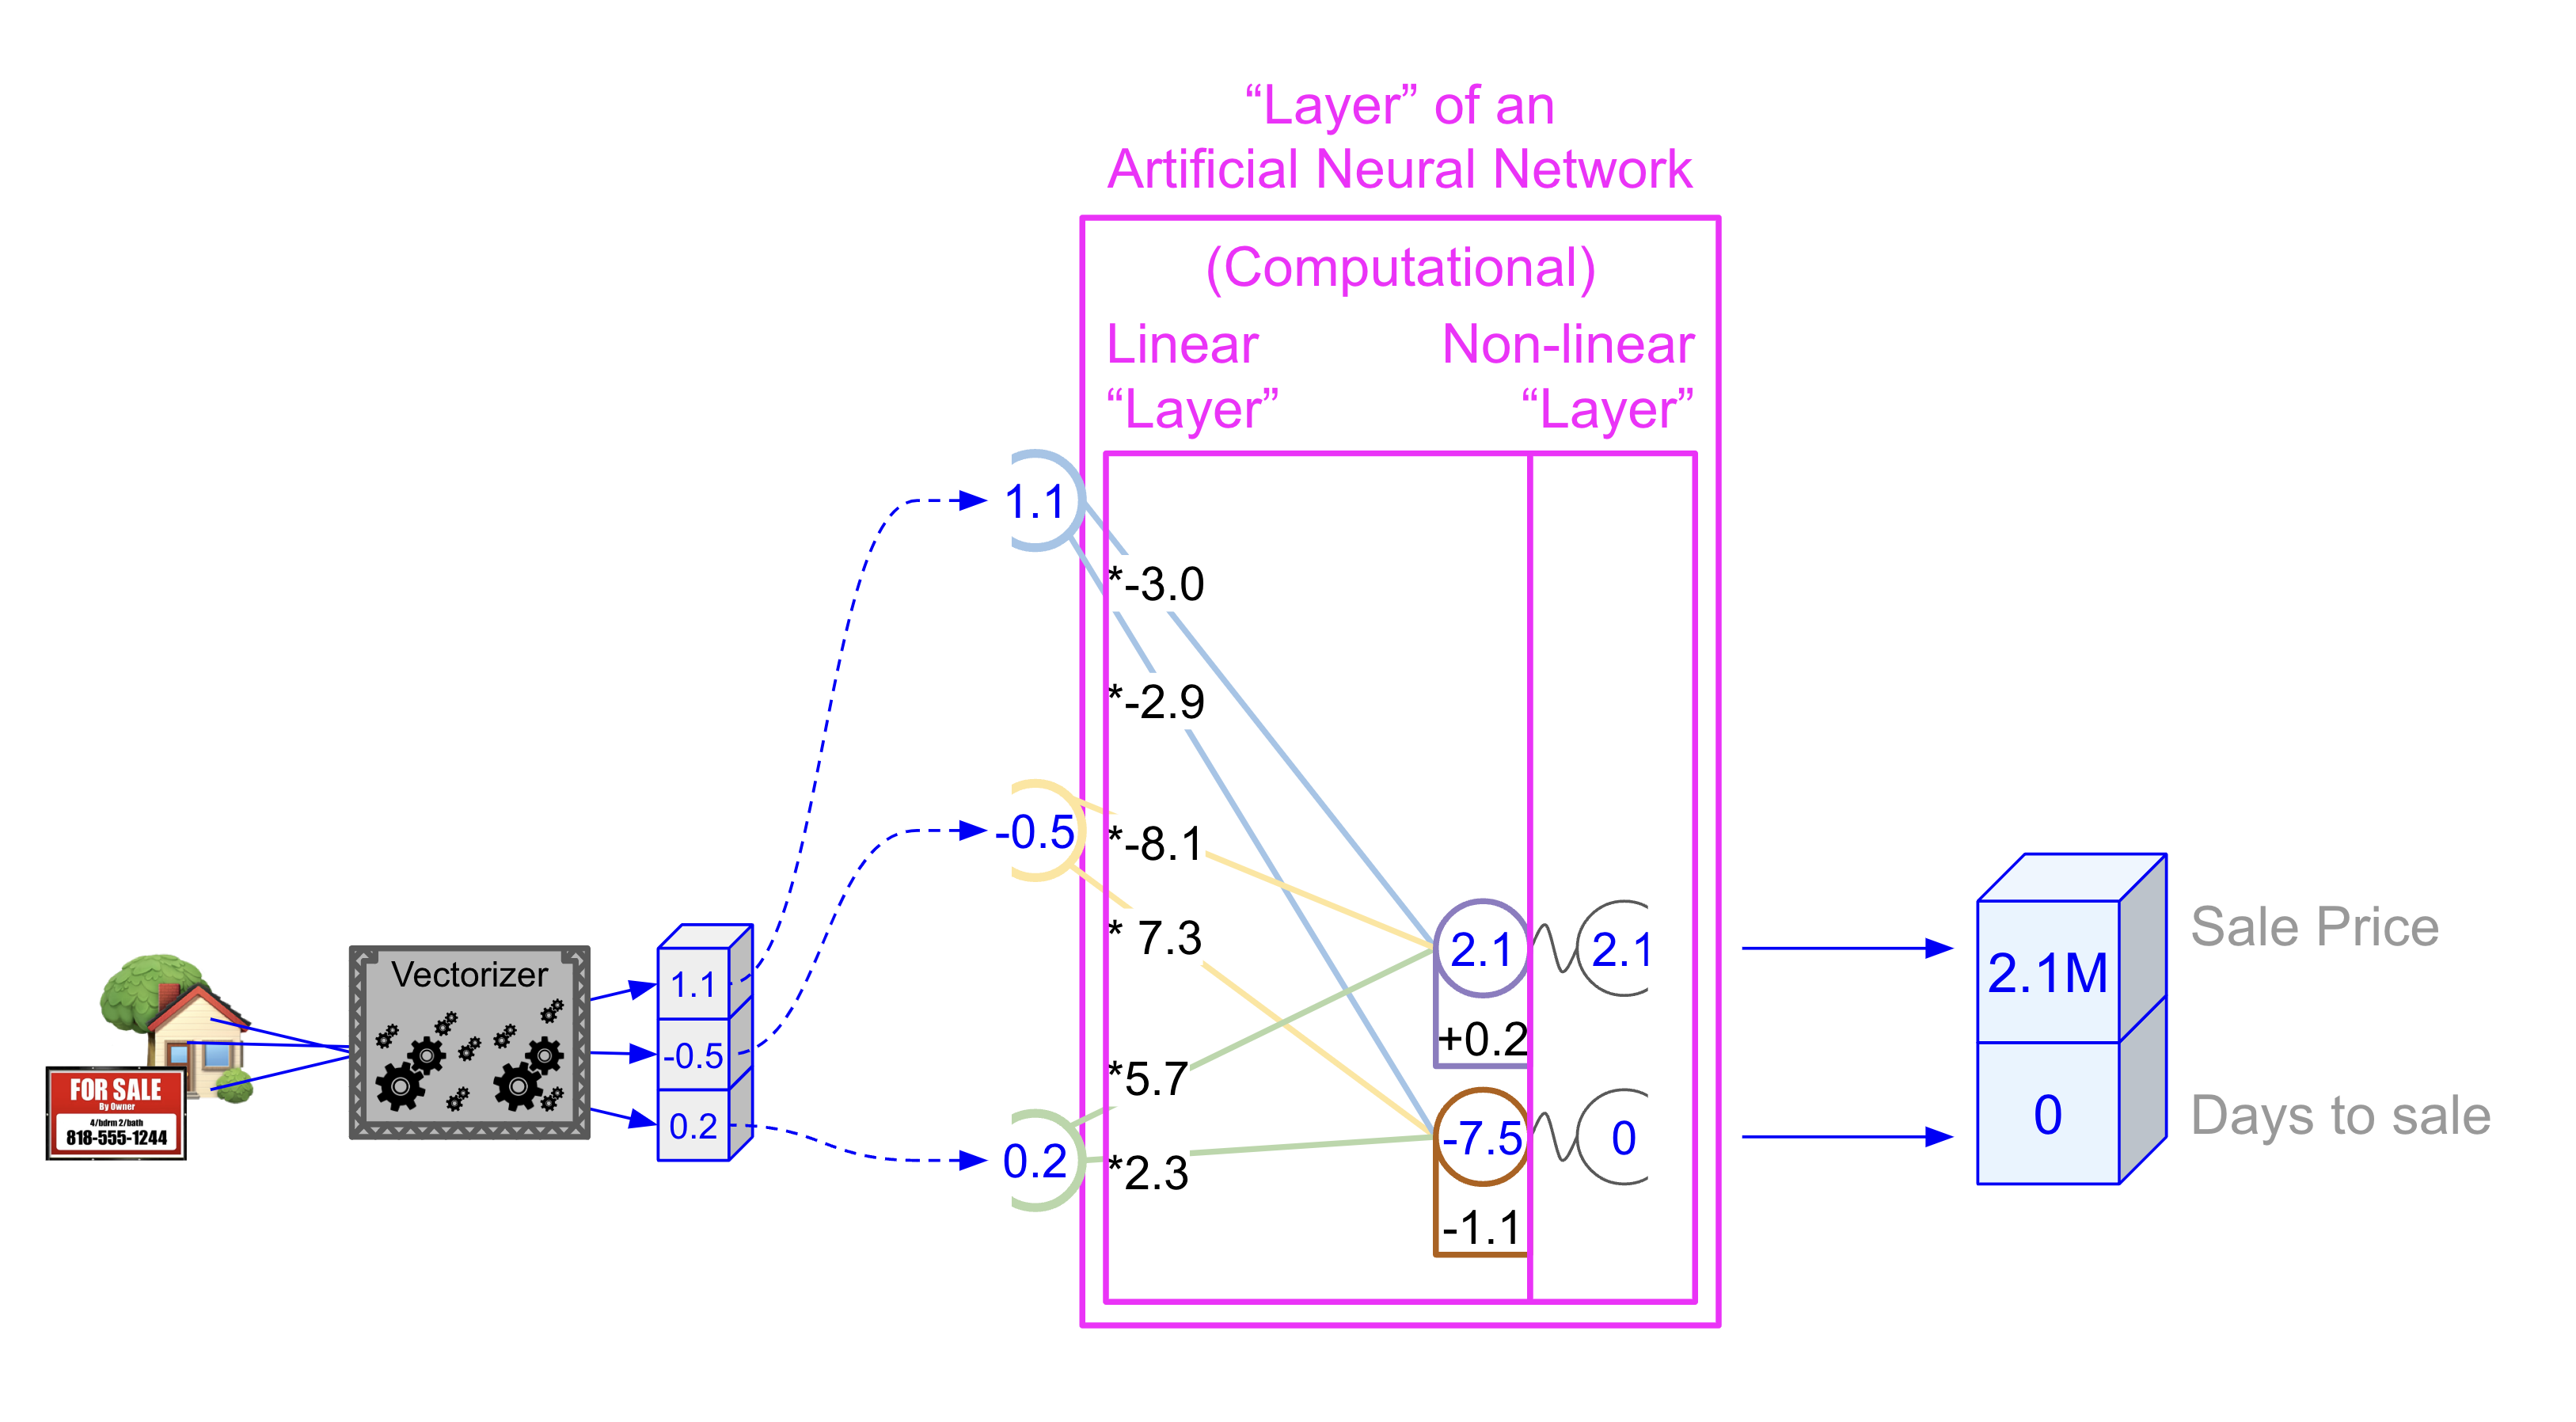 “Layer” of an
Artificial Neural Network
(Computational)
Linear
“Layer”
Non-linear
“Layer”
1.1
*-3.0
*-2.9
-0.5
*-8.1
* 7.3
0.2
*5.7
*2.3
2.1
+0.2
-7.5
-1.1
2.1
0
Vectorizer
1.1
-0.5
0.2
FOR SALE
By Owner
4/bdrm 2/bath
818-555-1244
2.1M
0
Sale Price
Days to sale